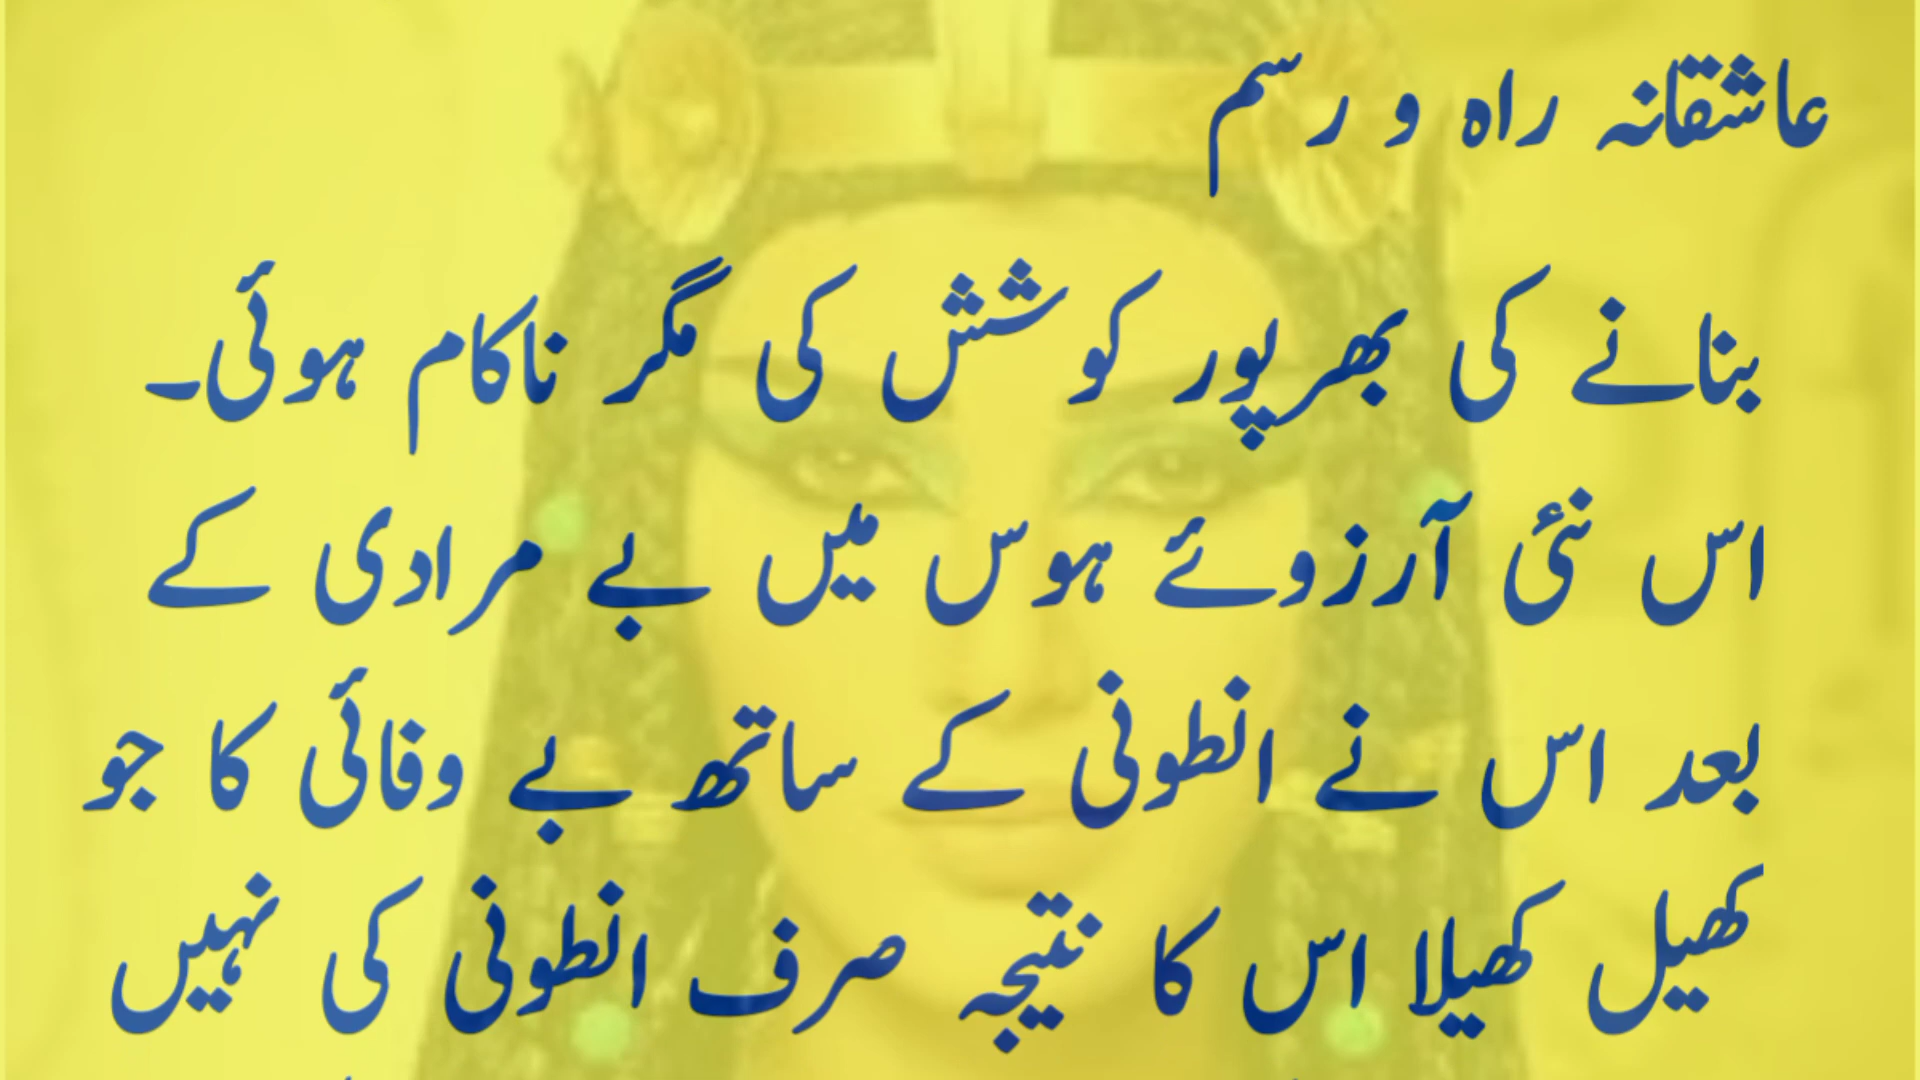 عاشقانہ راہ و رسم
بنانے کی بھرپور کوشش کی مگر ناکام ہوئی۔
اس نئی آرزوئے ہوس میں بے مرادی کے
بعد اس نے انطونی کے ساتھ بے وفائی کا جو
کھیل کھیلا اس کا نتیجہ صرف انطونی کی نہیں